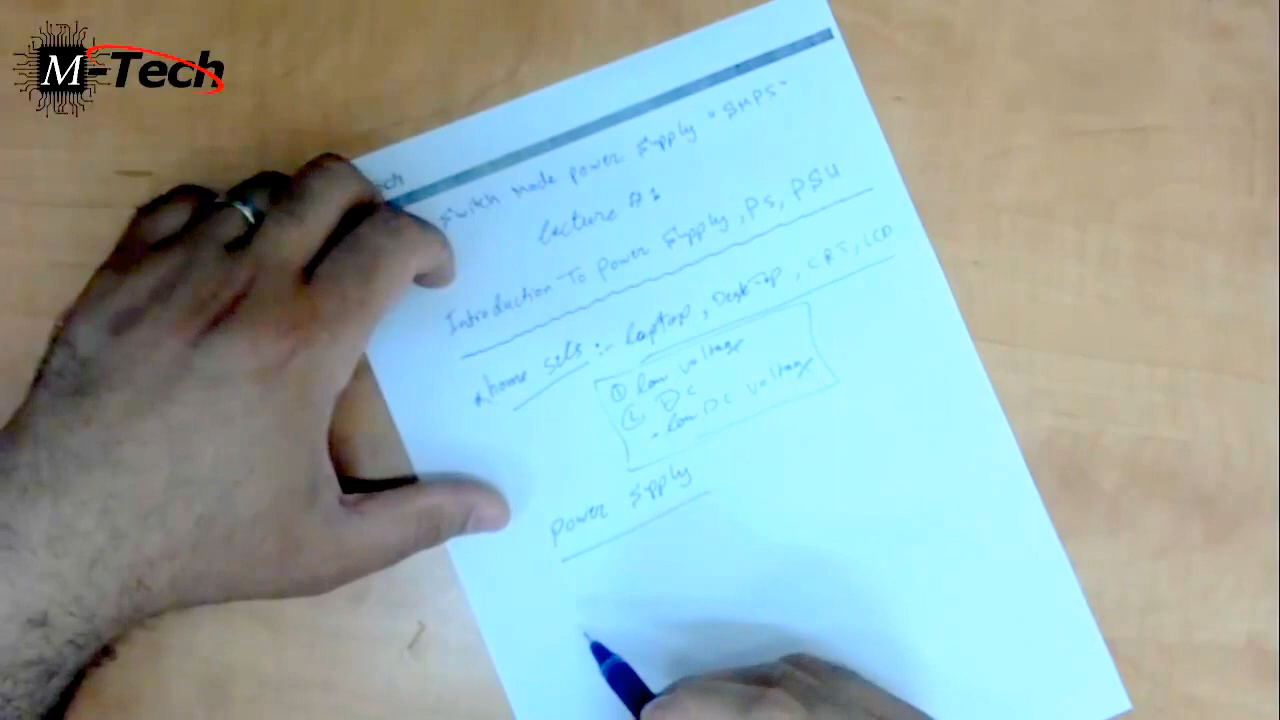 M-Tech
Switch mode power supply "SMPS"
lecture #1
Introduction To power supply, PS, PSU
home sets :- Laptop, DeskTop, CRT, LCD
① low voltage
② DC
- low DC voltage
power supply